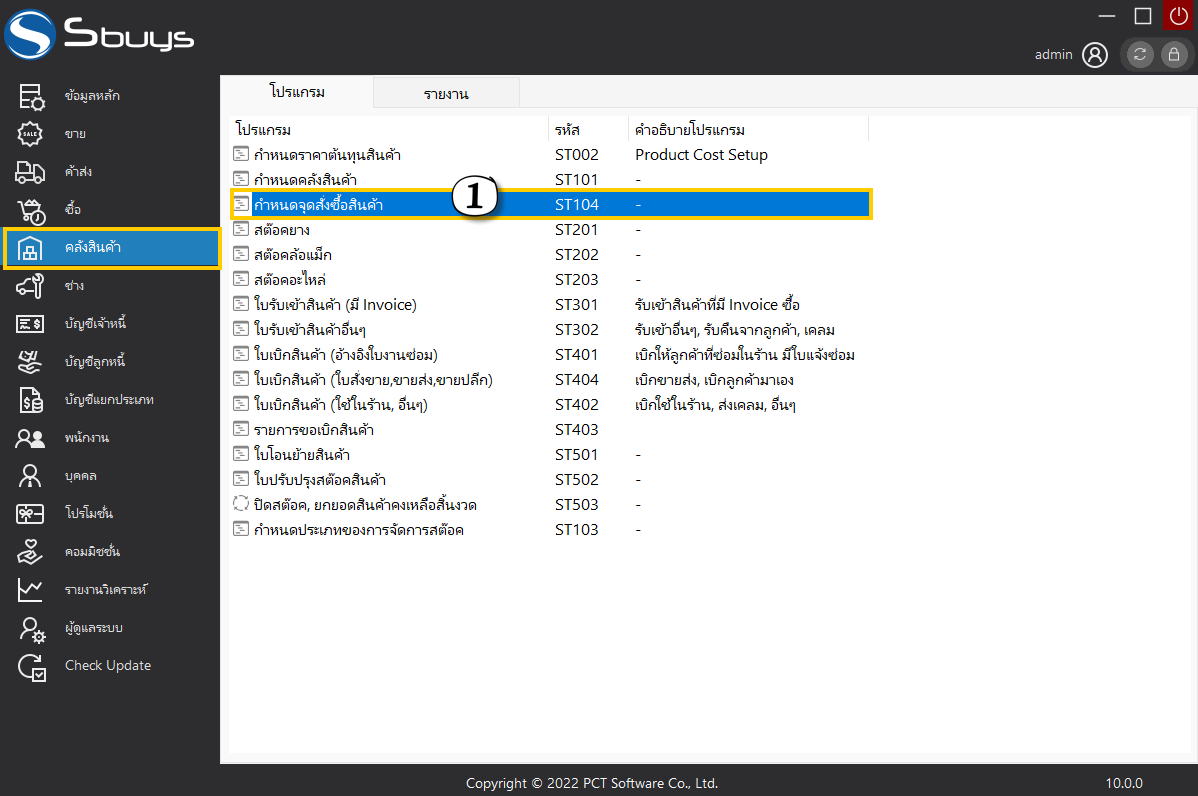 Sbuys
admin
ข้อมูลหลัก
ขาย
ค้าส่ง
ซื้อ
คลังสินค้า
ช่าง
บัญชีเจ้าหนี้
บัญชีลูกหนี้
บัญชีแยกประเภท
พนักงาน
บุคคล
โปรโมชั่น
คอมมิชชั่น
รายงานวิเคราะห์
ผู้ดูแลระบบ
Check Update
SALE
โปรแกรม รายงาน
โปรแกรม รหัส คำอธิบายโปรแกรม
กำหนดราคาต้นทุนสินค้า ST002 Product Cost Setup
กำหนดคลังสินค้า ST101 -
กำหนดจุดสั่งซื้อสินค้า 1 ST104 -
สต๊อคยาง ST201 -
สต๊อคล้อแม็ก ST202 -
สต๊อคอะไหล่ ST203 -
ใบรับเข้าสินค้า (มี Invoice) ST301 รับเข้าสินค้าที่มี Invoice ซื้อ
ใบรับเข้าสินค้าอื่นๆ ST302 รับเข้าอื่นๆ, รับคืนจากลูกค้า, เคลม
ใบเบิกสินค้า (อ้างอิงใบงานซ่อม) ST401 เบิกให้ลูกค้าที่ซ่อมในร้าน มีใบแจ้งซ่อม
ใบเบิกสินค้า (ใบสั่งขาย,ขายส่ง,ขายปลีก) ST404 เบิกขายส่ง, เบิกลูกค้ามาเอง
ใบเบิกสินค้า (ใช้ในร้าน, อื่นๆ) ST402 เบิกใช้ในร้าน, ส่งเคลม, อื่นๆ
รายการขอเบิกสินค้า ST403
ใบโอนย้ายสินค้า ST501 -
ใบปรับปรุงสต๊อคสินค้า ST502 -
ปิดสต๊อค, ยกยอดสินค้าคงเหลือสิ้นงวด ST503 -
กำหนดประเภทของการจัดการสต๊อค ST103 -
Copyright © 2022 PCT Software Co., Ltd. 10.0.0